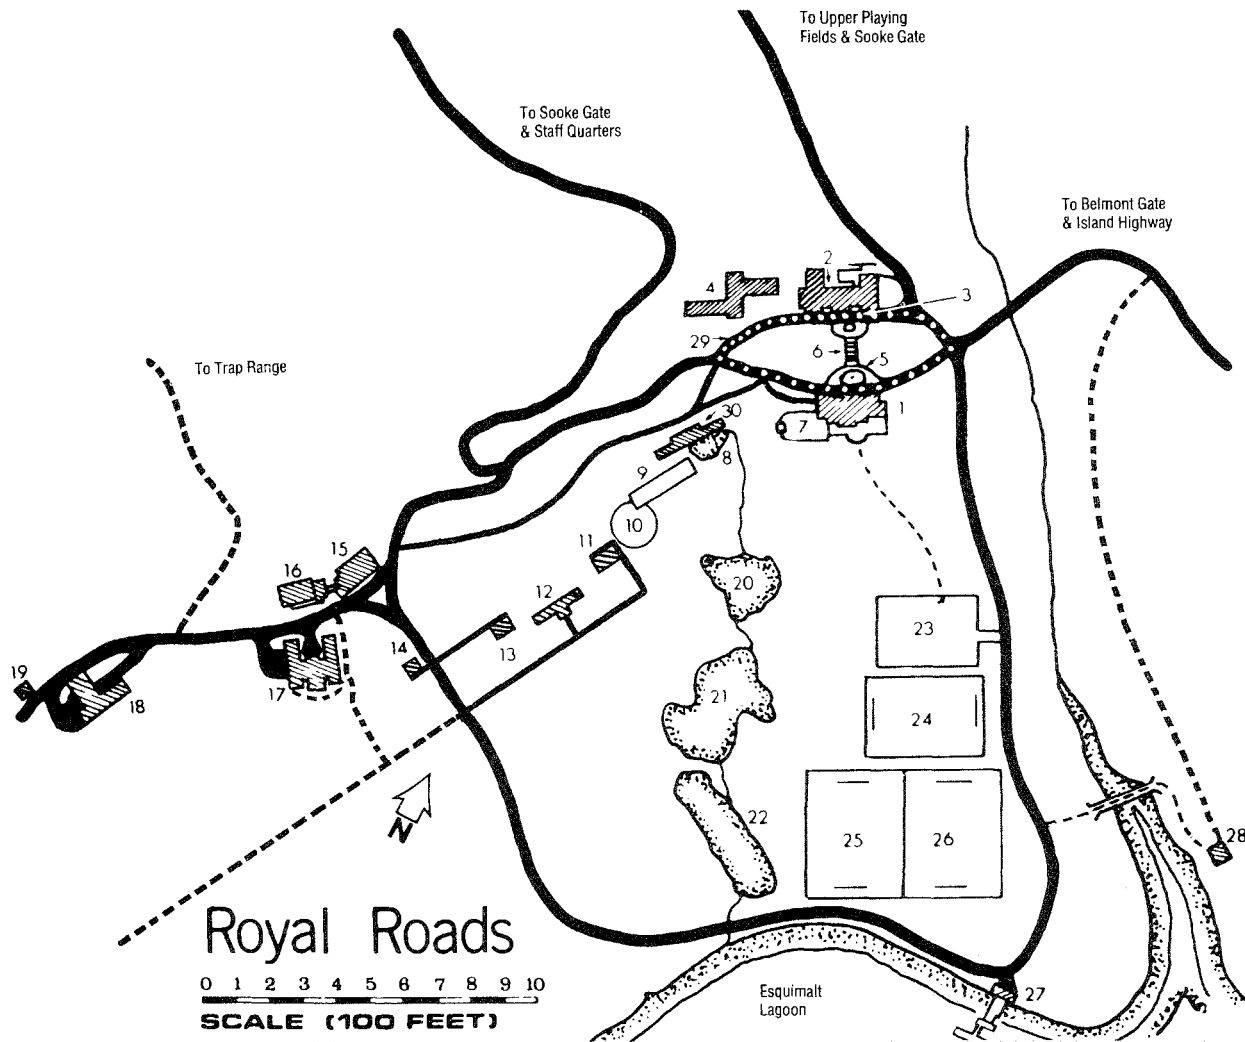 To Upper Playing
Fields & Sooke Gate
To Sooke Gate
& Staff Quarters
To Belmont Gate
& Island Highway
2
4
3
29
6
5
To Trap Range
1
30
7
8
9
10
15
11
16
12
20
23
14
13
19
17
18
21
24
N
22
25
26
28
Royal Roads
0 1 2 3 4 5 6 7 8 9 10
SCALE (100 FEET)
Esquimalt
Lagoon
27